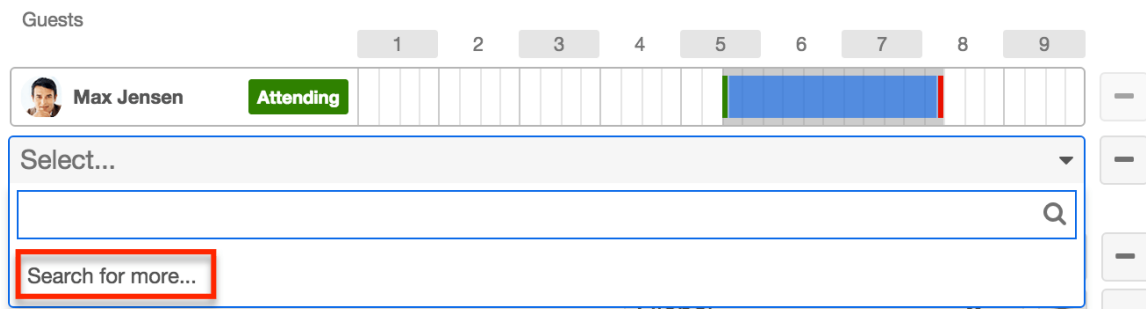 Guests
1 2 3 4 5 6 7 8 9
Max Jensen Attending
Select...
Search for more...